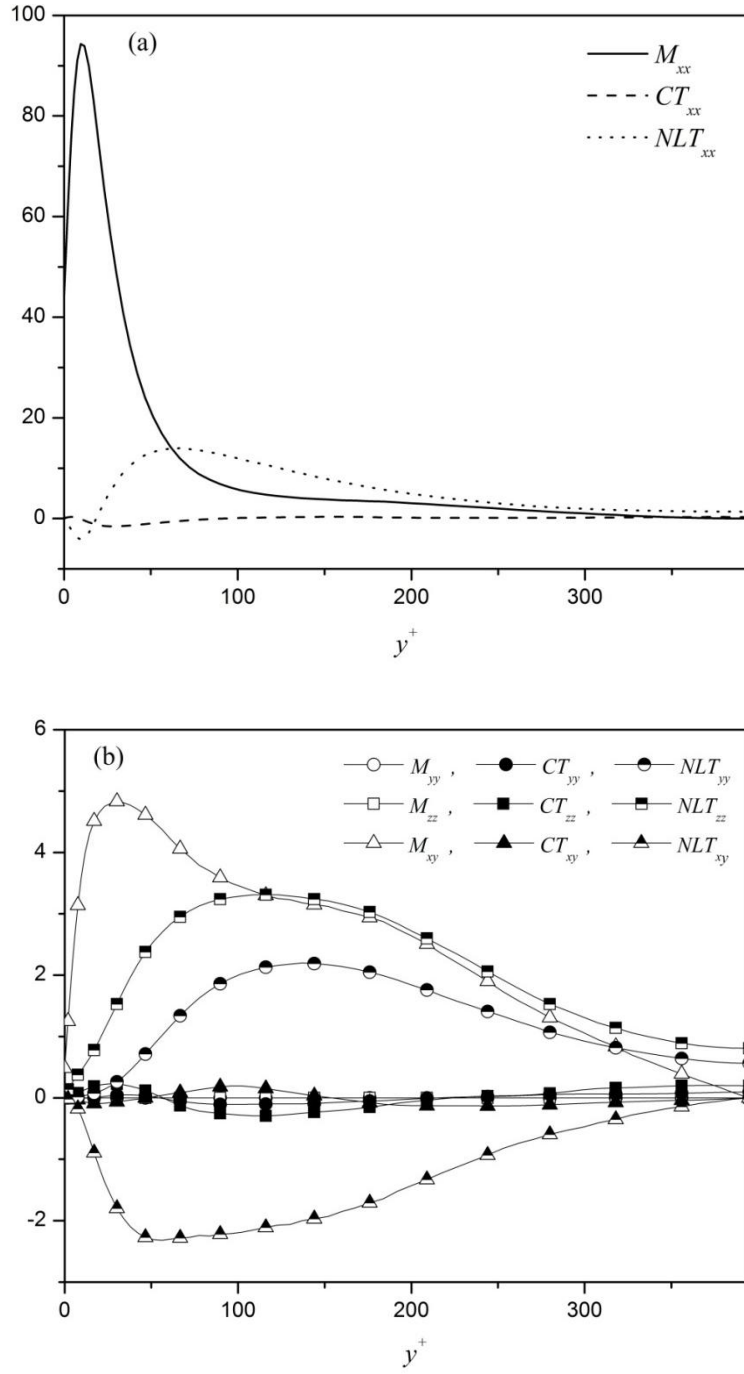 (a)
M_xx
CT_xx
NLT_xx
100
80
60
40
20
0
0 100 200 300
y^+
(b)
M_yy , CT_yy , NLT_yy
M_zz , CT_zz , NLT_zz
M_xy , CT_xy , NLT_xy
6
4
2
0
-2
0 100 200 300
y^+